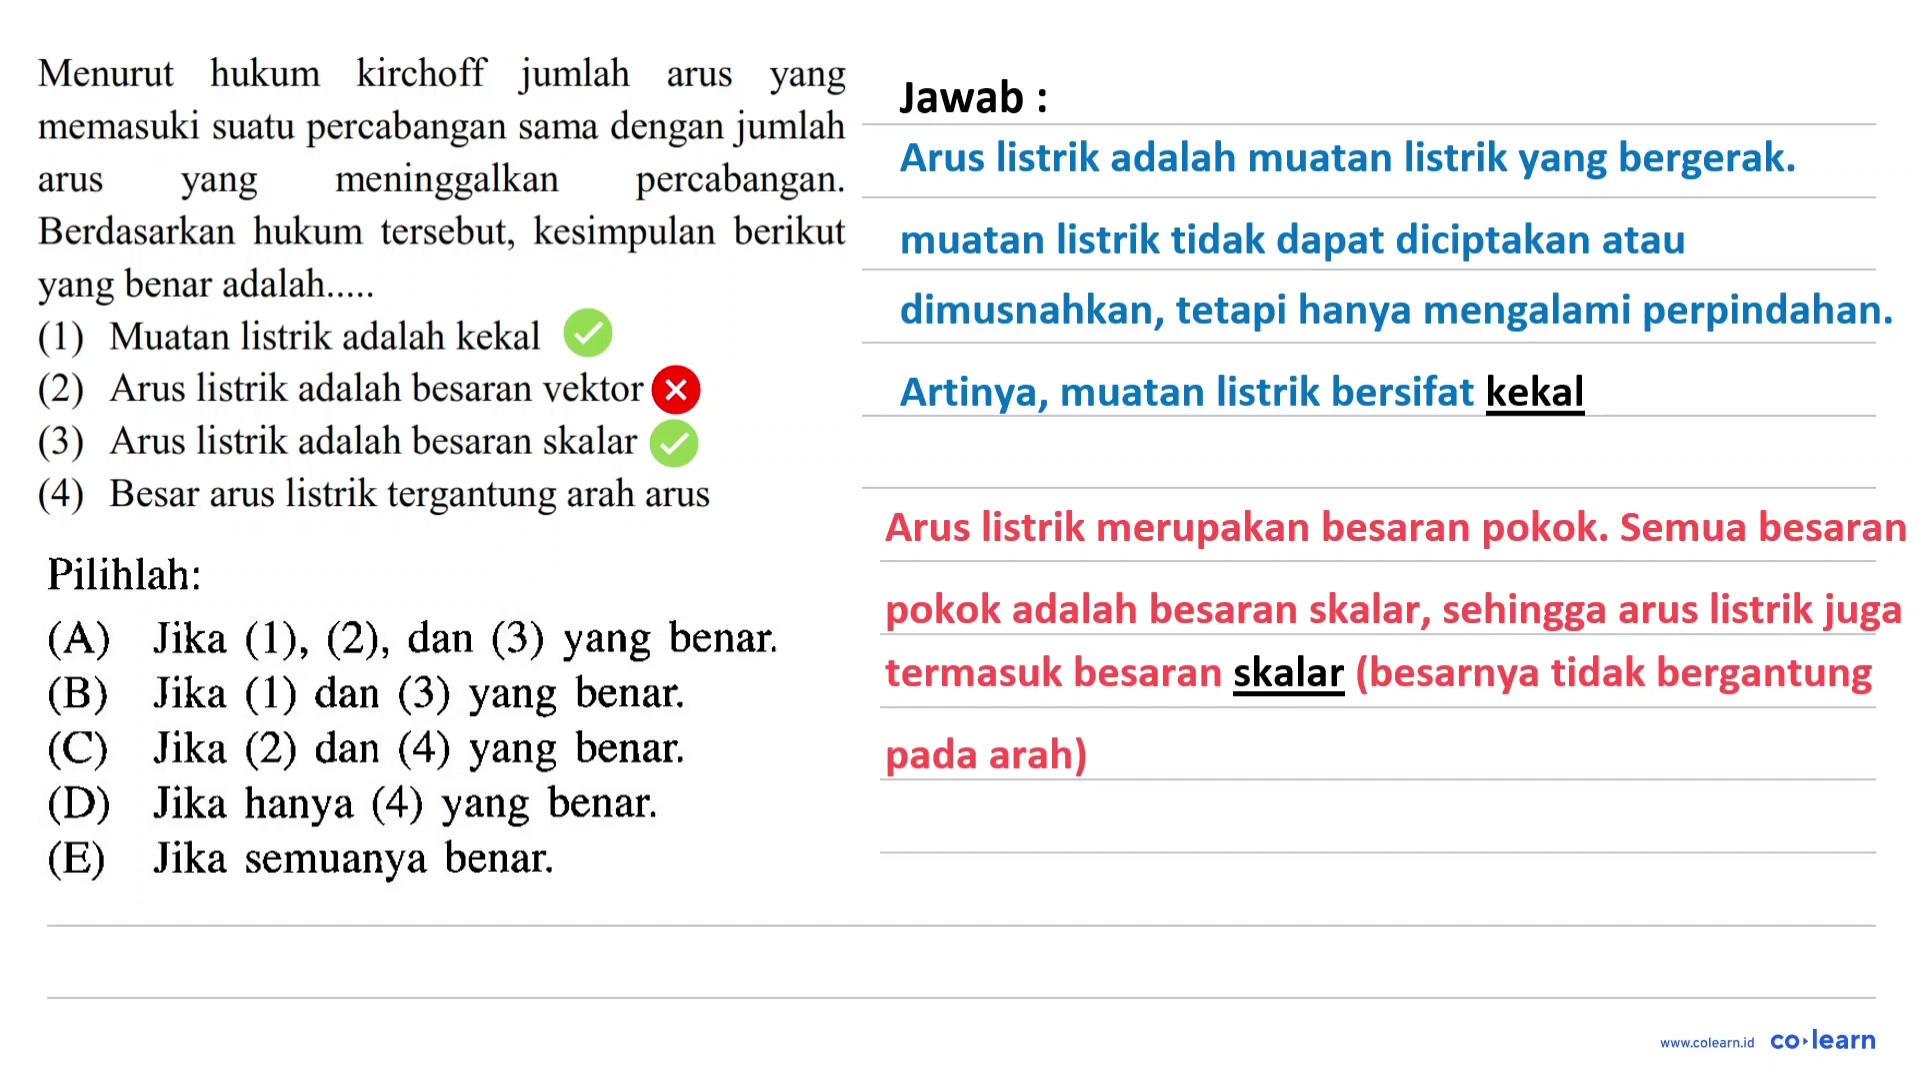 Menurut hukum kirchoff jumlah arus yang
memasuki suatu percabangan sama dengan jumlah
arus yang meninggalkan percabangan.
Berdasarkan hukum tersebut, kesimpulan berikut
yang benar adalah.....
(1) Muatan listrik adalah kekal
(2) Arus listrik adalah besaran vektor
(3) Arus listrik adalah besaran skalar
(4) Besar arus listrik tergantung arah arus
Pilihlah:
(A) Jika (1), (2), dan (3) yang benar.
(B) Jika (1) dan (3) yang benar.
(C) Jika (2) dan (4) yang benar.
(D) Jika hanya (4) yang benar.
(E) Jika semuanya benar.
Jawab :
Arus listrik adalah muatan listrik yang bergerak.
muatan listrik tidak dapat diciptakan atau
dimusnahkan, tetapi hanya mengalami perpindahan.
Artinya, muatan listrik bersifat kekal
Arus listrik merupakan besaran pokok. Semua besaran
pokok adalah besaran skalar, sehingga arus listrik juga
termasuk besaran skalar (besarnya tidak bergantung
pada arah)
www.colearn.id co learn